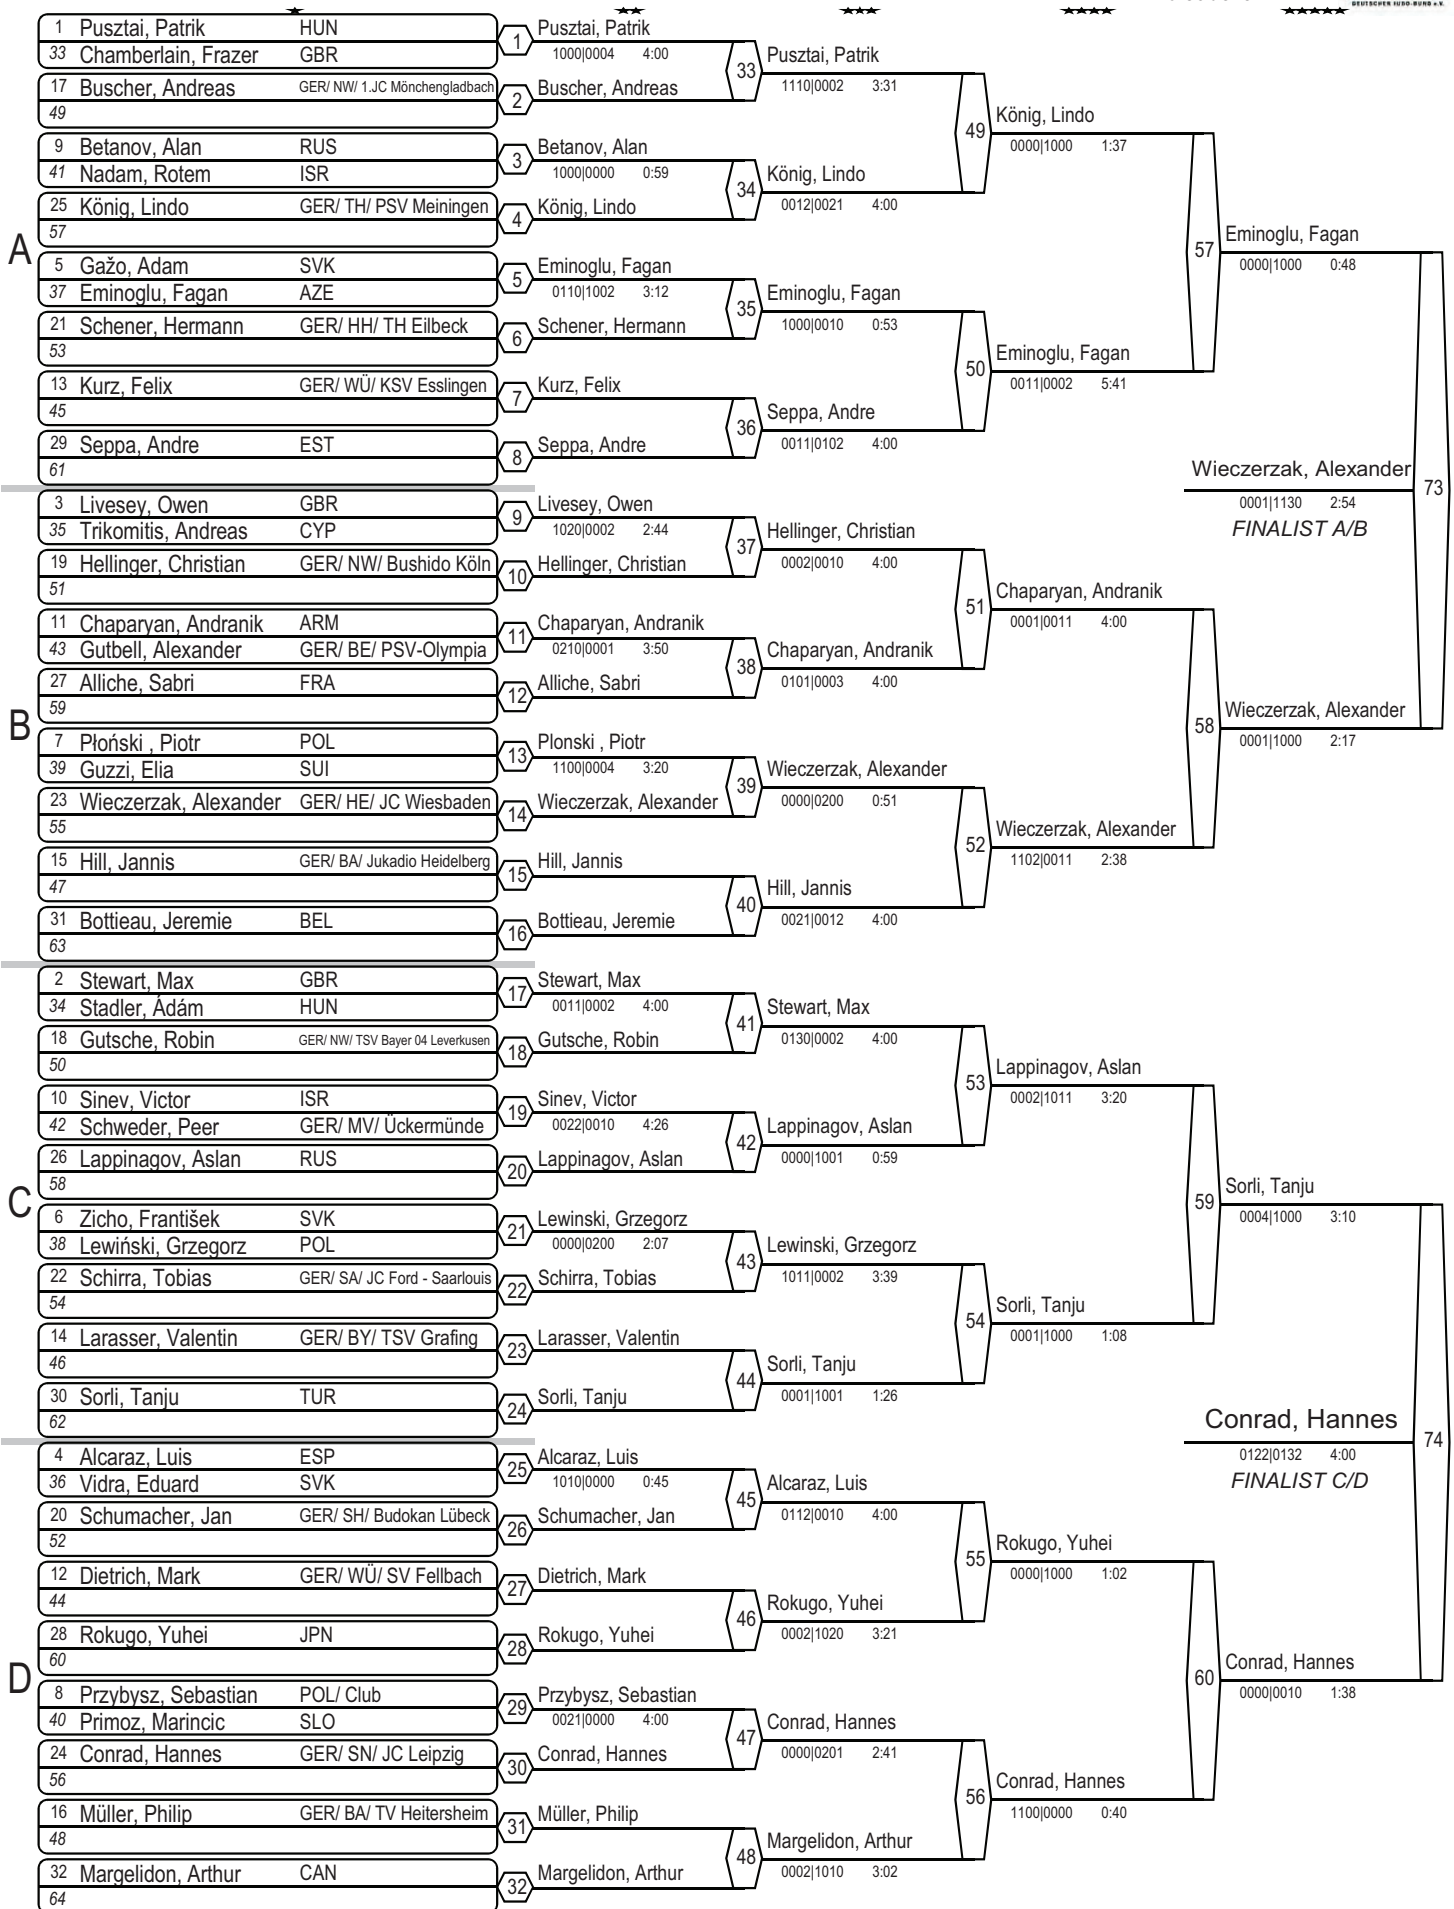 DEUTSCHER JUDO-BUND e.V.
1 Pusztai, Patrik HUN
33 Chamberlain, Frazer GBR
17 Buscher, Andreas GER/ NW/ 1.JC Mönchengladbach
49
9 Betanov, Alan RUS
41 Nadam, Rotem ISR
25 König, Lindo GER/ TH/ PSV Meiningen
57
A
5 Gažo, Adam SVK
37 Eminoglu, Fagan AZE
21 Schener, Hermann GER/ HH/ TH Eilbeck
53
13 Kurz, Felix GER/ WÜ/ KSV Esslingen
45
29 Seppa, Andre EST
61
3 Livesey, Owen GBR
35 Trikomitis, Andreas CYP
19 Hellinger, Christian GER/ NW/ Bushido Köln
51
11 Chaparyan, Andranik ARM
43 Gutbell, Alexander GER/ BE/ PSV-Olympia
27 Alliche, Sabri FRA
59
B
7 Płoński , Piotr POL
39 Guzzi, Elia SUI
23 Wieczerzak, Alexander GER/ HE/ JC Wiesbaden
55
15 Hill, Jannis GER/ BA/ Jukadio Heidelberg
47
31 Bottieau, Jeremie BEL
63
2 Stewart, Max GBR
34 Stadler, Ádám HUN
18 Gutsche, Robin GER/ NW/ TSV Bayer 04 Leverkusen
50
10 Sinev, Victor ISR
42 Schweder, Peer GER/ MV/ Ückermünde
26 Lappinagov, Aslan RUS
58
C
6 Zicho, František SVK
38 Lewiński, Grzegorz POL
22 Schirra, Tobias GER/ SA/ JC Ford - Saarlouis
54
14 Larasser, Valentin GER/ BY/ TSV Grafing
46
30 Sorli, Tanju TUR
62
4 Alcaraz, Luis ESP
36 Vidra, Eduard SVK
20 Schumacher, Jan GER/ SH/ Budokan Lübeck
52
12 Dietrich, Mark GER/ WÜ/ SV Fellbach
44
28 Rokugo, Yuhei JPN
60
D
8 Przybysz, Sebastian POL/ Club
40 Primoz, Marincic SLO
24 Conrad, Hannes GER/ SN/ JC Leipzig
56
16 Müller, Philip GER/ BA/ TV Heitersheim
48
32 Margelidon, Arthur CAN
64
1 Pusztai, Patrik
1000|0004 4:00
2 Buscher, Andreas
3 Betanov, Alan
1000|0000 0:59
4 König, Lindo
5 Eminoglu, Fagan
0110|1002 3:12
6 Schener, Hermann
7 Kurz, Felix
8 Seppa, Andre
9 Livesey, Owen
1020|0002 2:44
10 Hellinger, Christian
11 Chaparyan, Andranik
0210|0001 3:50
12 Alliche, Sabri
13 Plonski , Piotr
1100|0004 3:20
14 Wieczerzak, Alexander
15 Hill, Jannis
16 Bottieau, Jeremie
17 Stewart, Max
0011|0002 4:00
18 Gutsche, Robin
19 Sinev, Victor
0022|0010 4:26
20 Lappinagov, Aslan
21 Lewinski, Grzegorz
0000|0200 2:07
22 Schirra, Tobias
23 Larasser, Valentin
24 Sorli, Tanju
25 Alcaraz, Luis
1010|0000 0:45
26 Schumacher, Jan
27 Dietrich, Mark
28 Rokugo, Yuhei
29 Przybysz, Sebastian
0021|0000 4:00
30 Conrad, Hannes
31 Müller, Philip
32 Margelidon, Arthur
33 Pusztai, Patrik
1110|0002 3:31
34 König, Lindo
0012|0021 4:00
35 Eminoglu, Fagan
1000|0010 0:53
36 Seppa, Andre
0011|0102 4:00
37 Hellinger, Christian
0002|0010 4:00
38 Chaparyan, Andranik
0101|0003 4:00
39 Wieczerzak, Alexander
0000|0200 0:51
40 Hill, Jannis
0021|0012 4:00
41 Stewart, Max
0130|0002 4:00
42 Lappinagov, Aslan
0000|1001 0:59
43 Lewinski, Grzegorz
1011|0002 3:39
44 Sorli, Tanju
0001|1001 1:26
45 Alcaraz, Luis
0112|0010 4:00
46 Rokugo, Yuhei
0002|1020 3:21
47 Conrad, Hannes
0000|0201 2:41
48 Margelidon, Arthur
0002|1010 3:02
49 König, Lindo
0000|1000 1:37
50 Eminoglu, Fagan
0011|0002 5:41
51 Chaparyan, Andranik
0001|0011 4:00
52 Wieczerzak, Alexander
1102|0011 2:38
53 Lappinagov, Aslan
0002|1011 3:20
54 Sorli, Tanju
0001|1000 1:08
55 Rokugo, Yuhei
0000|1000 1:02
56 Conrad, Hannes
1100|0000 0:40
57 Eminoglu, Fagan
0000|1000 0:48
58 Wieczerzak, Alexander
0001|1000 2:17
59 Sorli, Tanju
0004|1000 3:10
60 Conrad, Hannes
0000|0010 1:38
Wieczerzak, Alexander 73
0001|1130 2:54
FINALIST A/B
Conrad, Hannes 74
0122|0132 4:00
FINALIST C/D